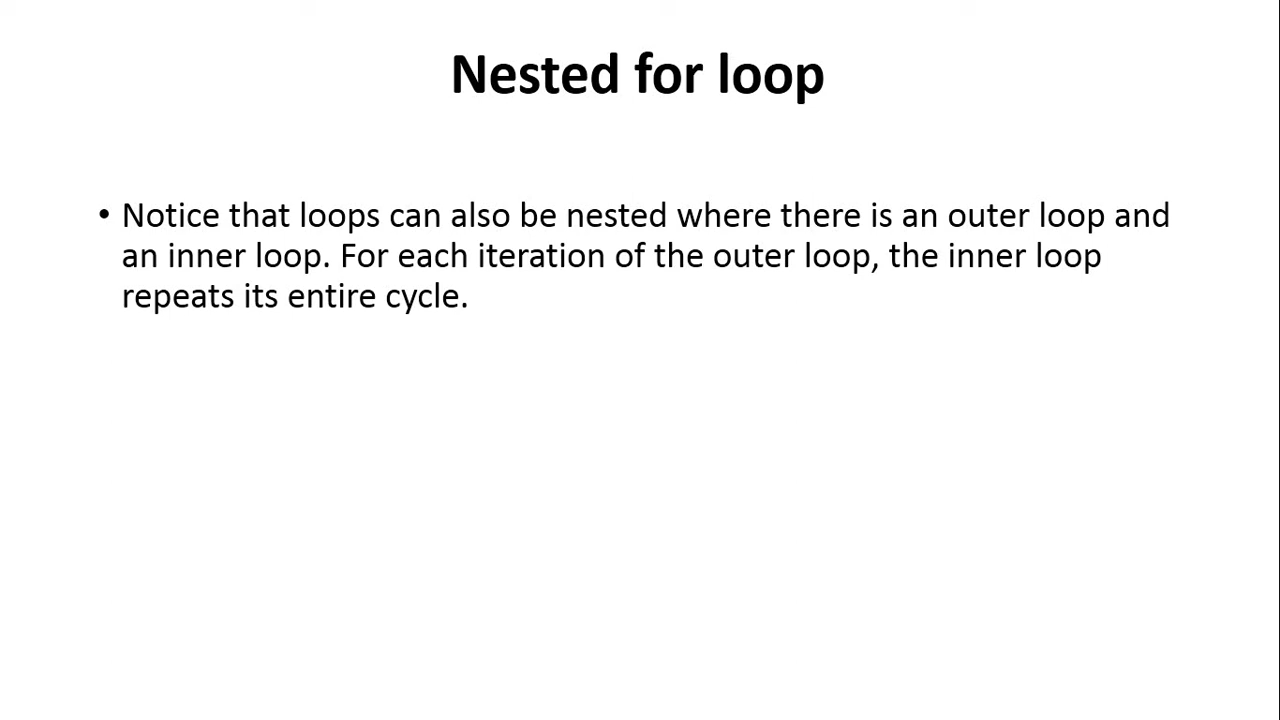 Nested for loop
• Notice that loops can also be nested where there is an outer loop and
an inner loop. For each iteration of the outer loop, the inner loop
repeats its entire cycle.